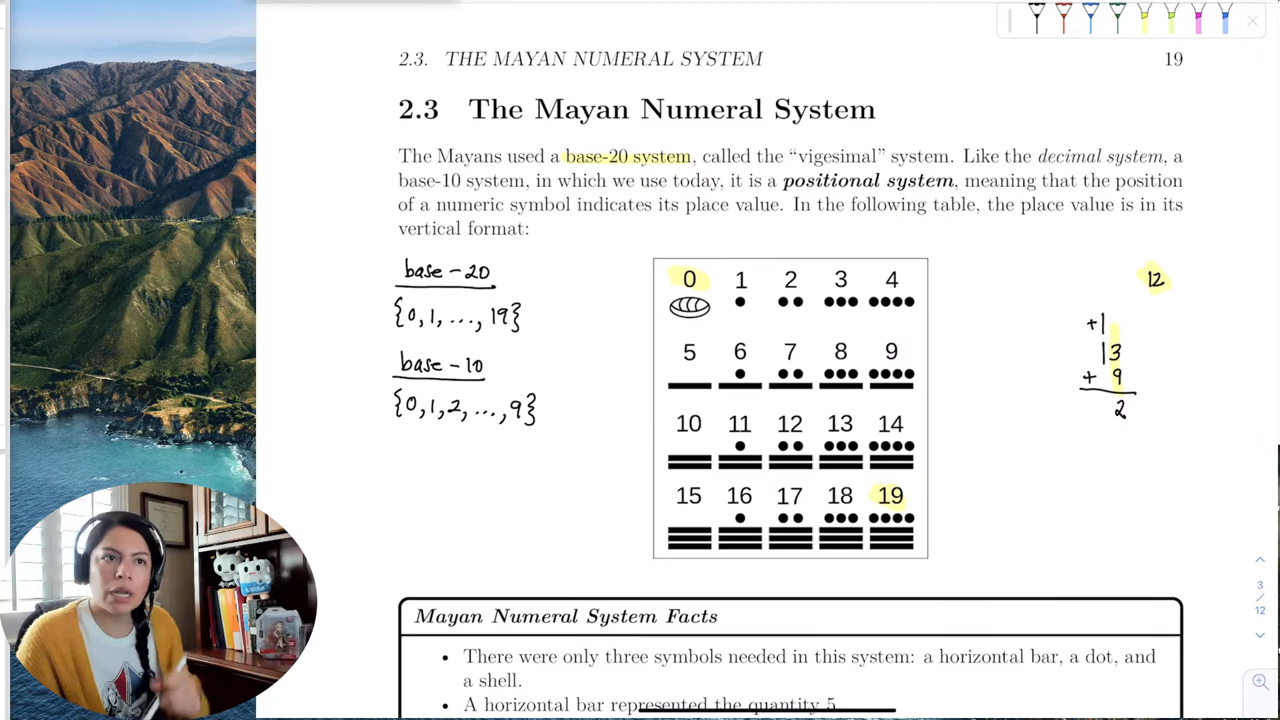 2.3. THE MAYAN NUMERAL SYSTEM 19
2.3 The Mayan Numeral System
The Mayans used a base-20 system, called the “vigesimal” system. Like the decimal system, a
base-10 system, in which we use today, it is a positional system, meaning that the position
of a numeric symbol indicates its place value. In the following table, the place value is in its
vertical format:
base-20
{0,1,...,19}
base-10
{0,1,2,...,9}
0 1 2 3 4
5 6 7 8 9
10 11 12 13 14
15 16 17 18 19
12
+1
13
+ 9
2
Mayan Numeral System Facts
• There were only three symbols needed in this system: a horizontal bar, a dot, and
a shell.
• A horizontal bar represented the quantity 5
3
/
12